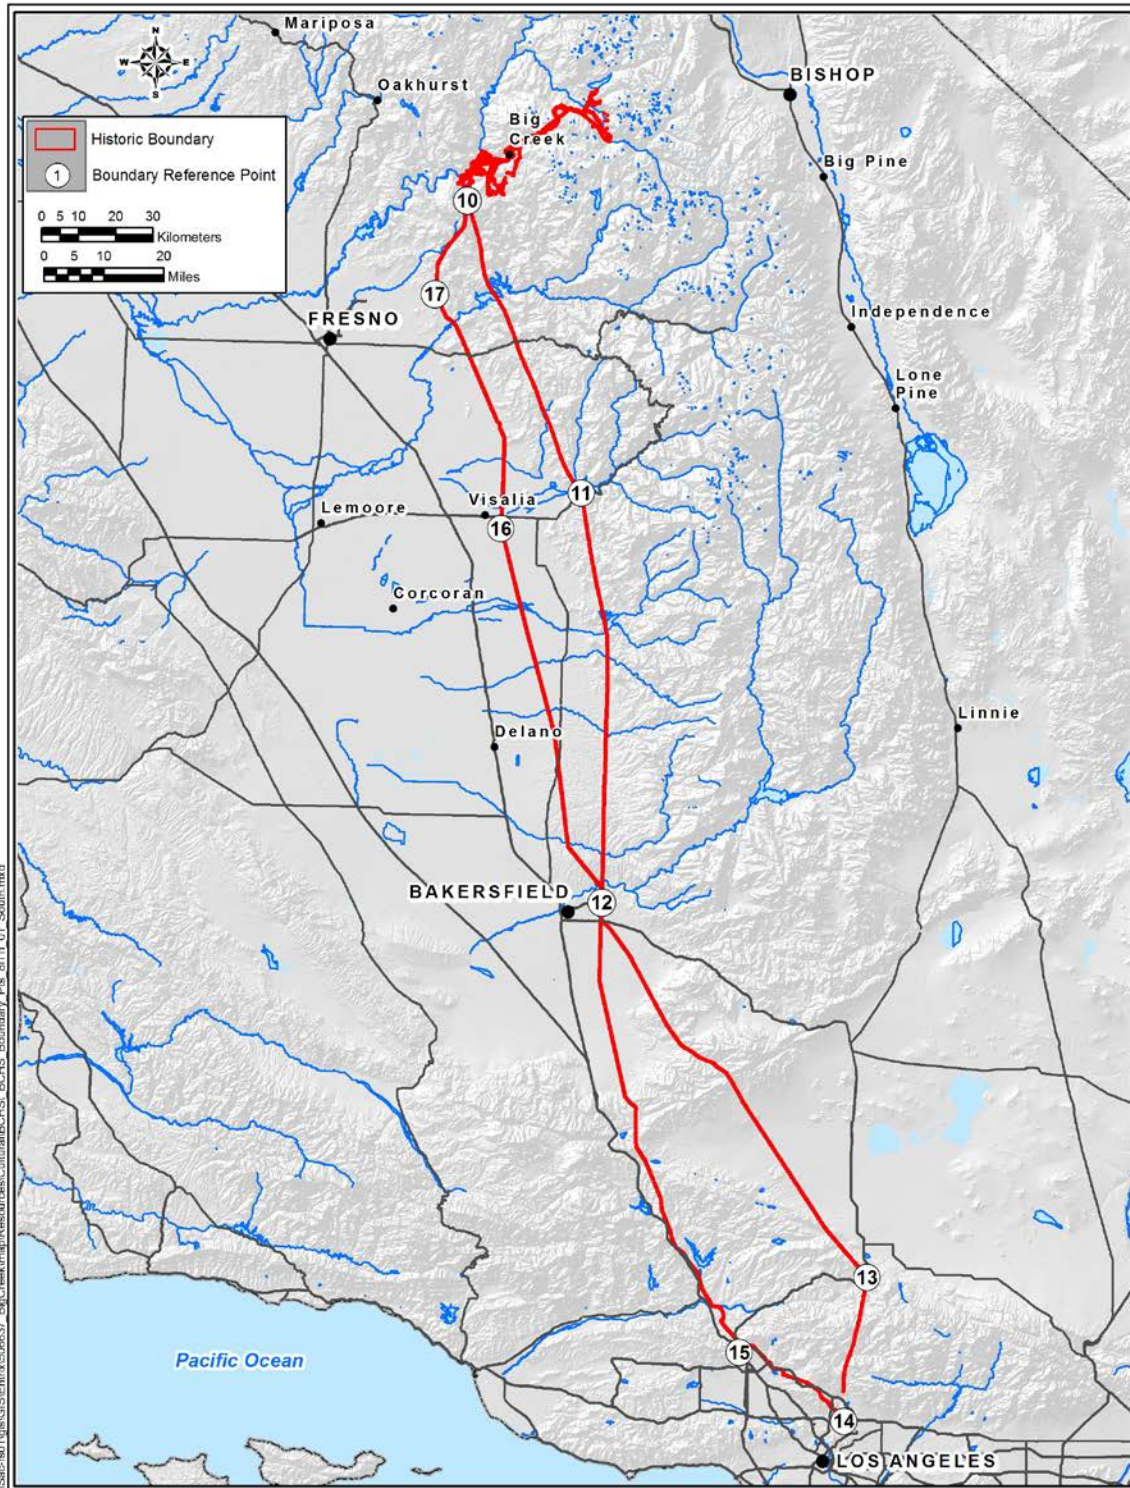 Mariposa
N
W E
S
Oakhurst
BISHOP
Big
Creek
Historic Boundary
1 Boundary Reference Point
0 5 10 20 30
Kilometers
0 5 10 20
Miles
Big Pine
10
17
FRESNO
Independence
Lone
Pine
11
Visalia
Lemoore
16
Corcoran
Linnie
Delano
BAKERSFIELD
12
13
Pacific Ocean
15
14
LOS ANGELES